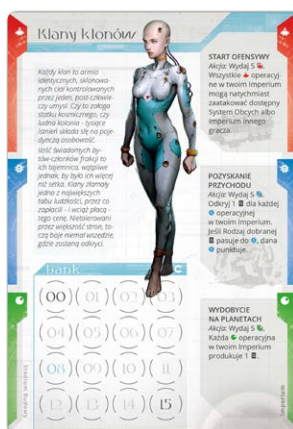 Klany klonów
Każdy klan to armia
identycznych, sklonowa-
nych ciał kontrolowanych
przez jeden, post-człowie-
czy umysł. Czy to załoga
statku kosmicznego, czy
ludna kolonia - tysiące
istnień składa się na poje-
dynczą osobowość.
Ilość świadomych by-
tów-członków frakcji to
ich tajemnica, wątpliwe
jednak, by było ich więcej
niż setka. Klany złamały
jedno z największych
tabu ludzkości, przez co
zapłacili - i wciąż płacą -
tego cenę. Nietolerowani
przez większość stron, to-
czą boje niemal wszędzie,
gdzie zostaną odkryci.
START OFENSYWY
Akcja: Wydaj 5
Wszystkie operacyj-
ne w twoim Imperium
mogą natychmiast
zaatakować dostępny
System Obcych albo
Imperium innego
gracza.
POZYSKANIE
PRZYCHODU
Akcja: Wydaj 5
Odkryj 1 dla każdej
operacyjnej
w twoim Imperium.
Jeśli Rodzaj dobranej
pasuje do, dana
punktuje.
WYDOBYCIE
NA PLANETACH
Akcja: Wydaj 5
Każda operacyjna
w twoim Imperium
produkuje 1
bank
00 01 02 03
04 05 06 07
08 09 10 11
12 13 14 15
Imperium